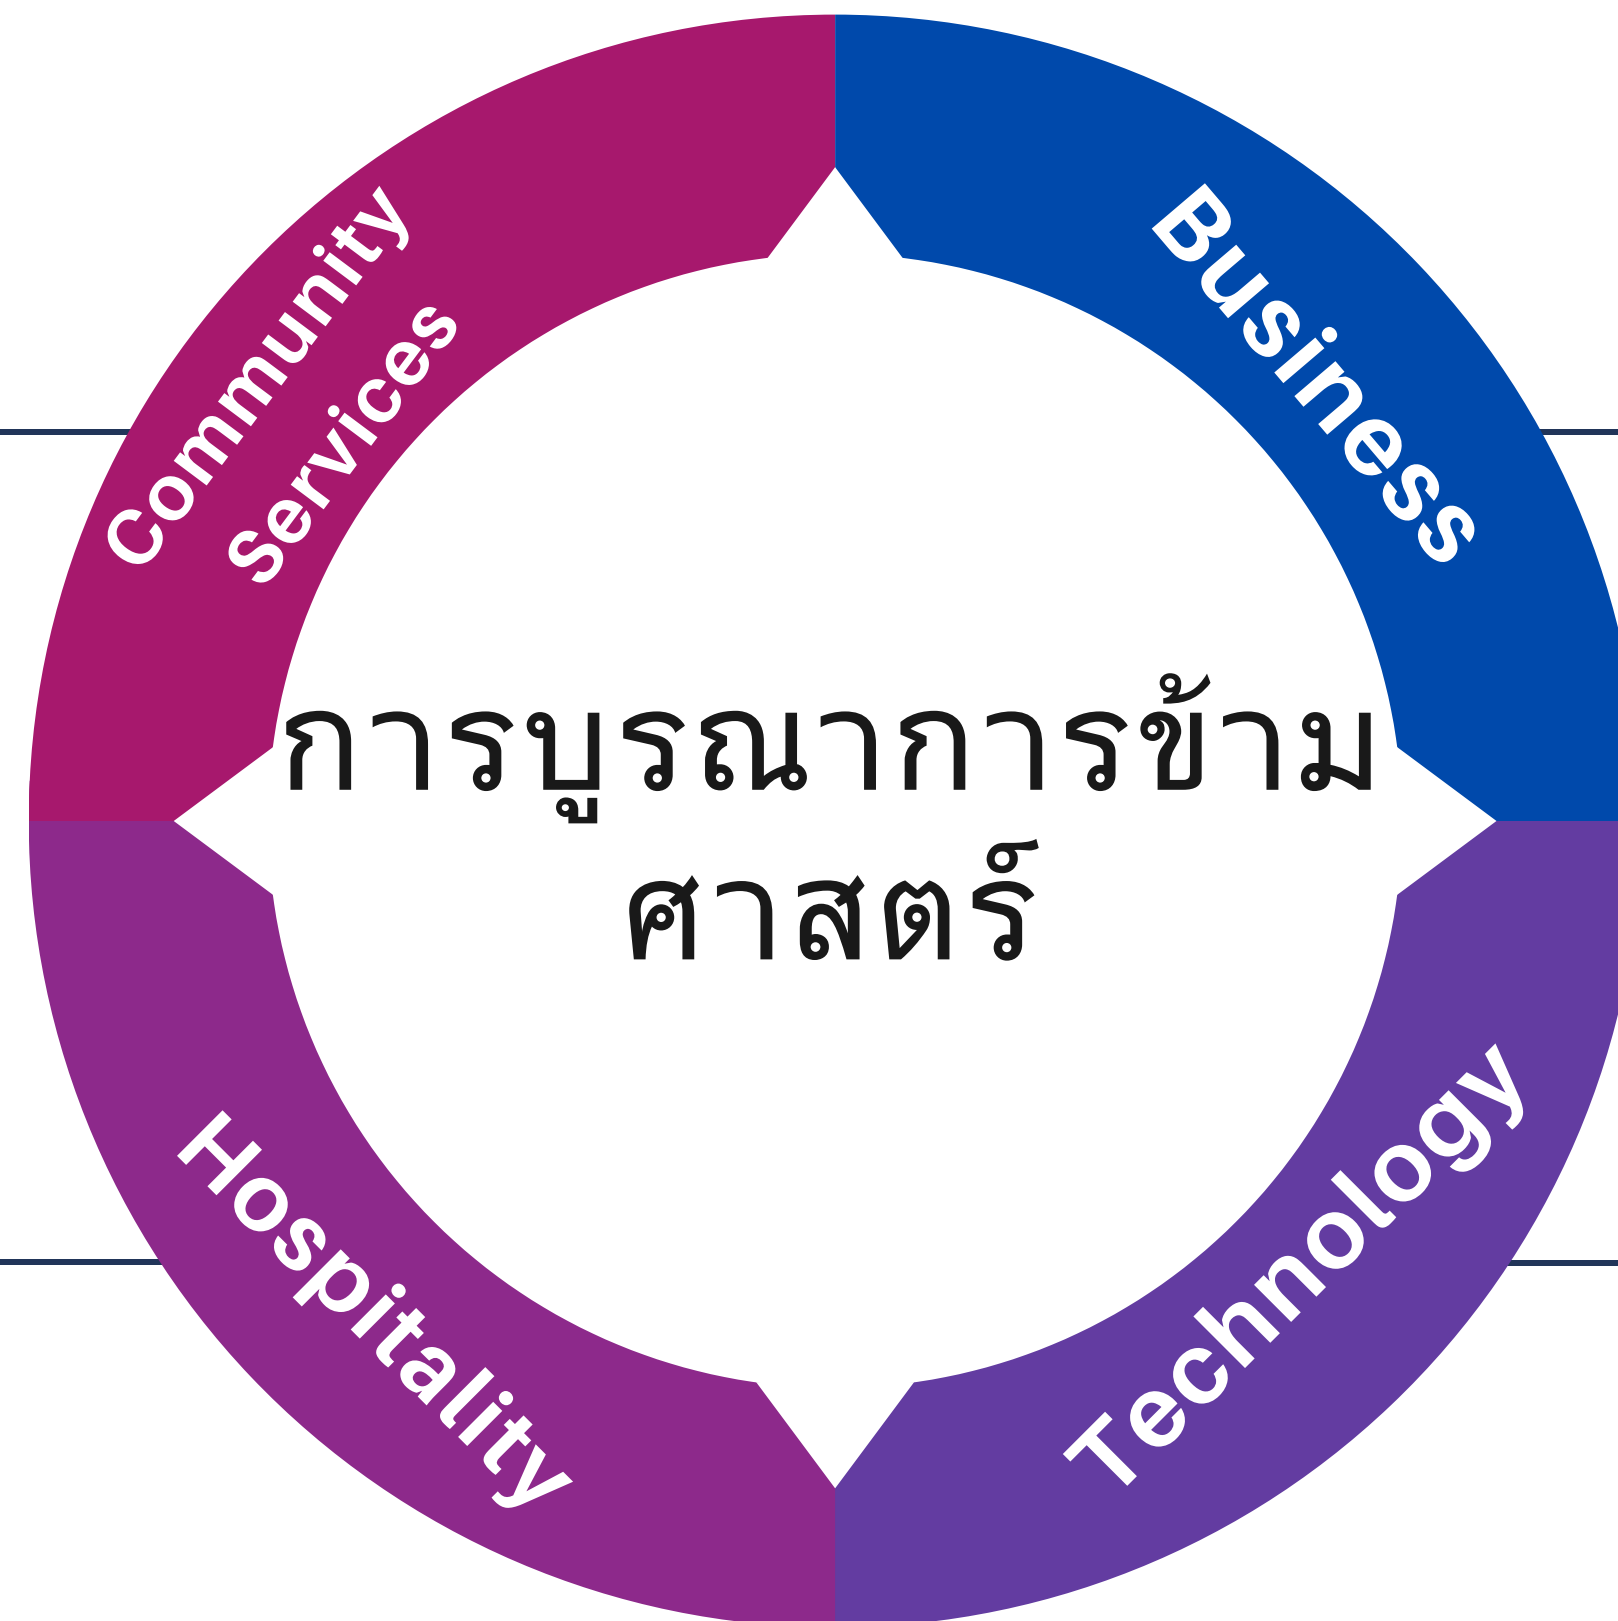 Community
Services
Business
การบูรณาการข้าม
ศาสตร์
Hospitality
Technology